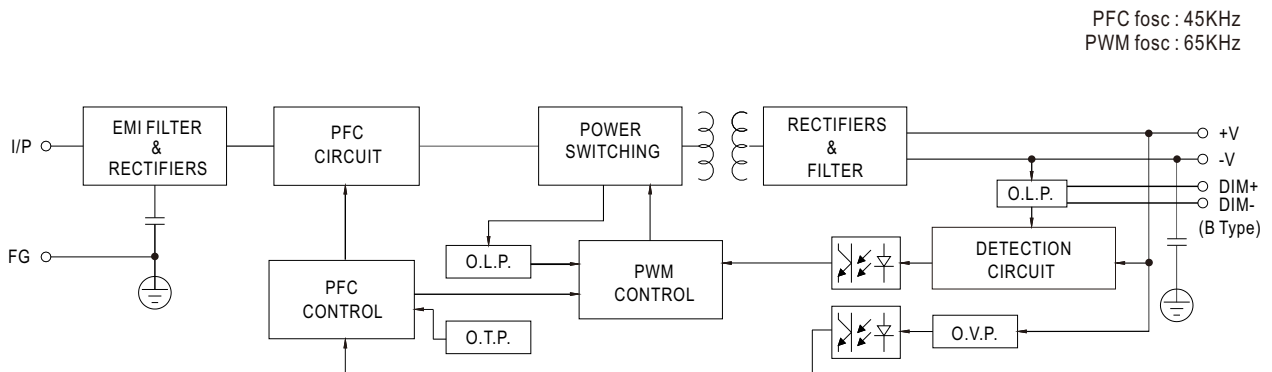 PFC fosc : 45KHz
PWM fosc : 65KHz
I/P
EMI FILTER
&
RECTIFIERS
PFC
CIRCUIT
POWER
SWITCHING
RECTIFIERS
&
FILTER
+V
-V
O.L.P.
DIM+
DIM-
(B Type)
FG
PFC
CONTROL
O.L.P.
O.T.P.
PWM
CONTROL
DETECTION
CIRCUIT
O.V.P.